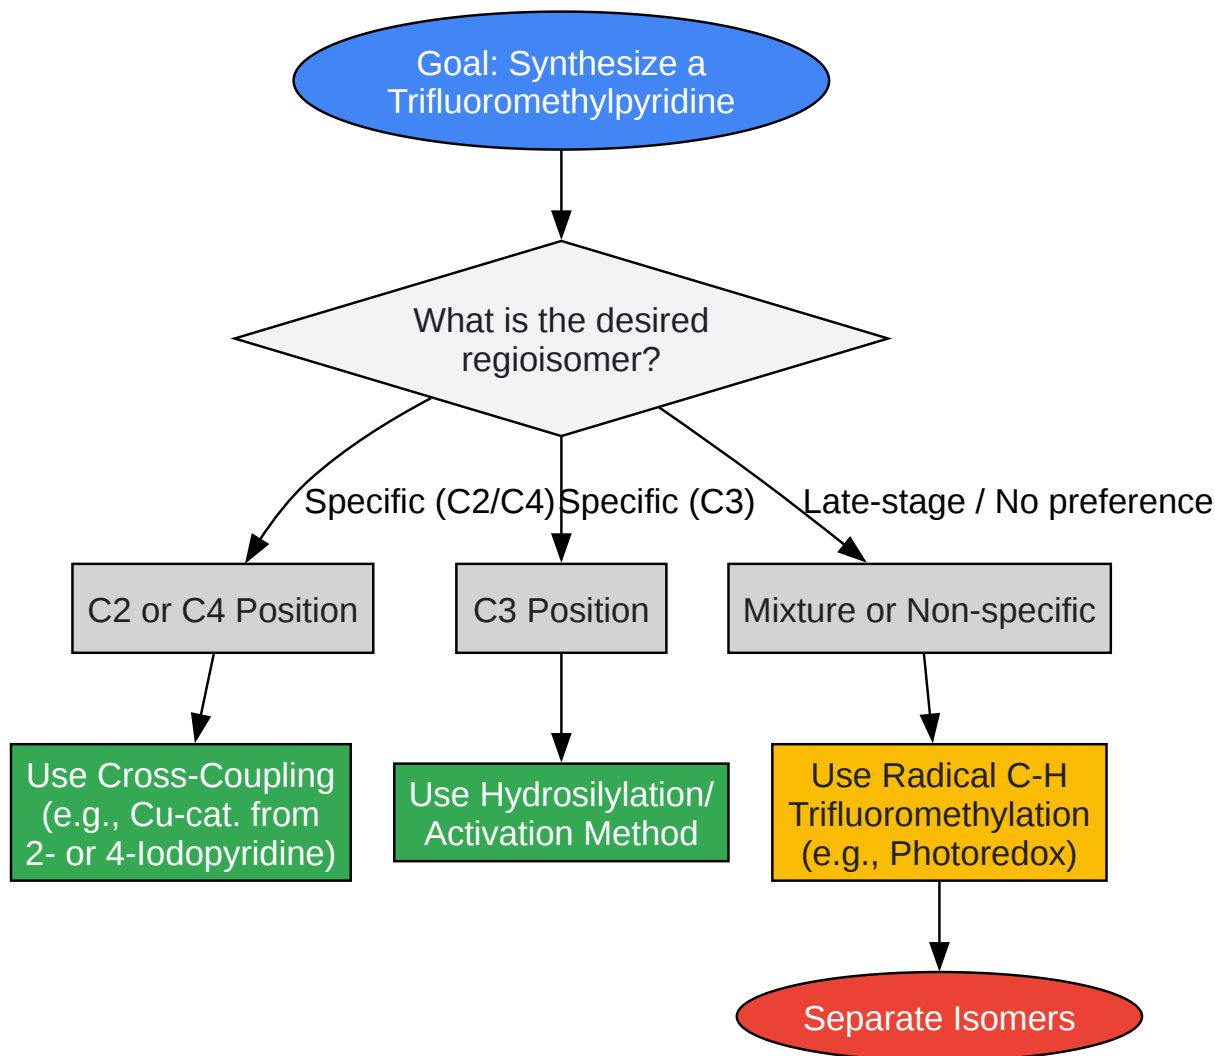 Goal: Synthesize a
Trifluoromethylpyridine
What is the desired
regioisomer?
Specific (C2/C4)
Specific (C3)
Late-stage / No preference
C2 or C4 Position
C3 Position
Mixture or Non-specific
Use Cross-Coupling
(e.g., Cu-cat. from
2- or 4-Iodopyridine)
Use Hydrosilylation/
Activation Method
Use Radical C-H
Trifluoromethylation
(e.g., Photoredox)
Separate Isomers